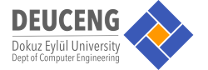 DEUCENG
Dokuz Eylül University
Dept of Computer Engineering